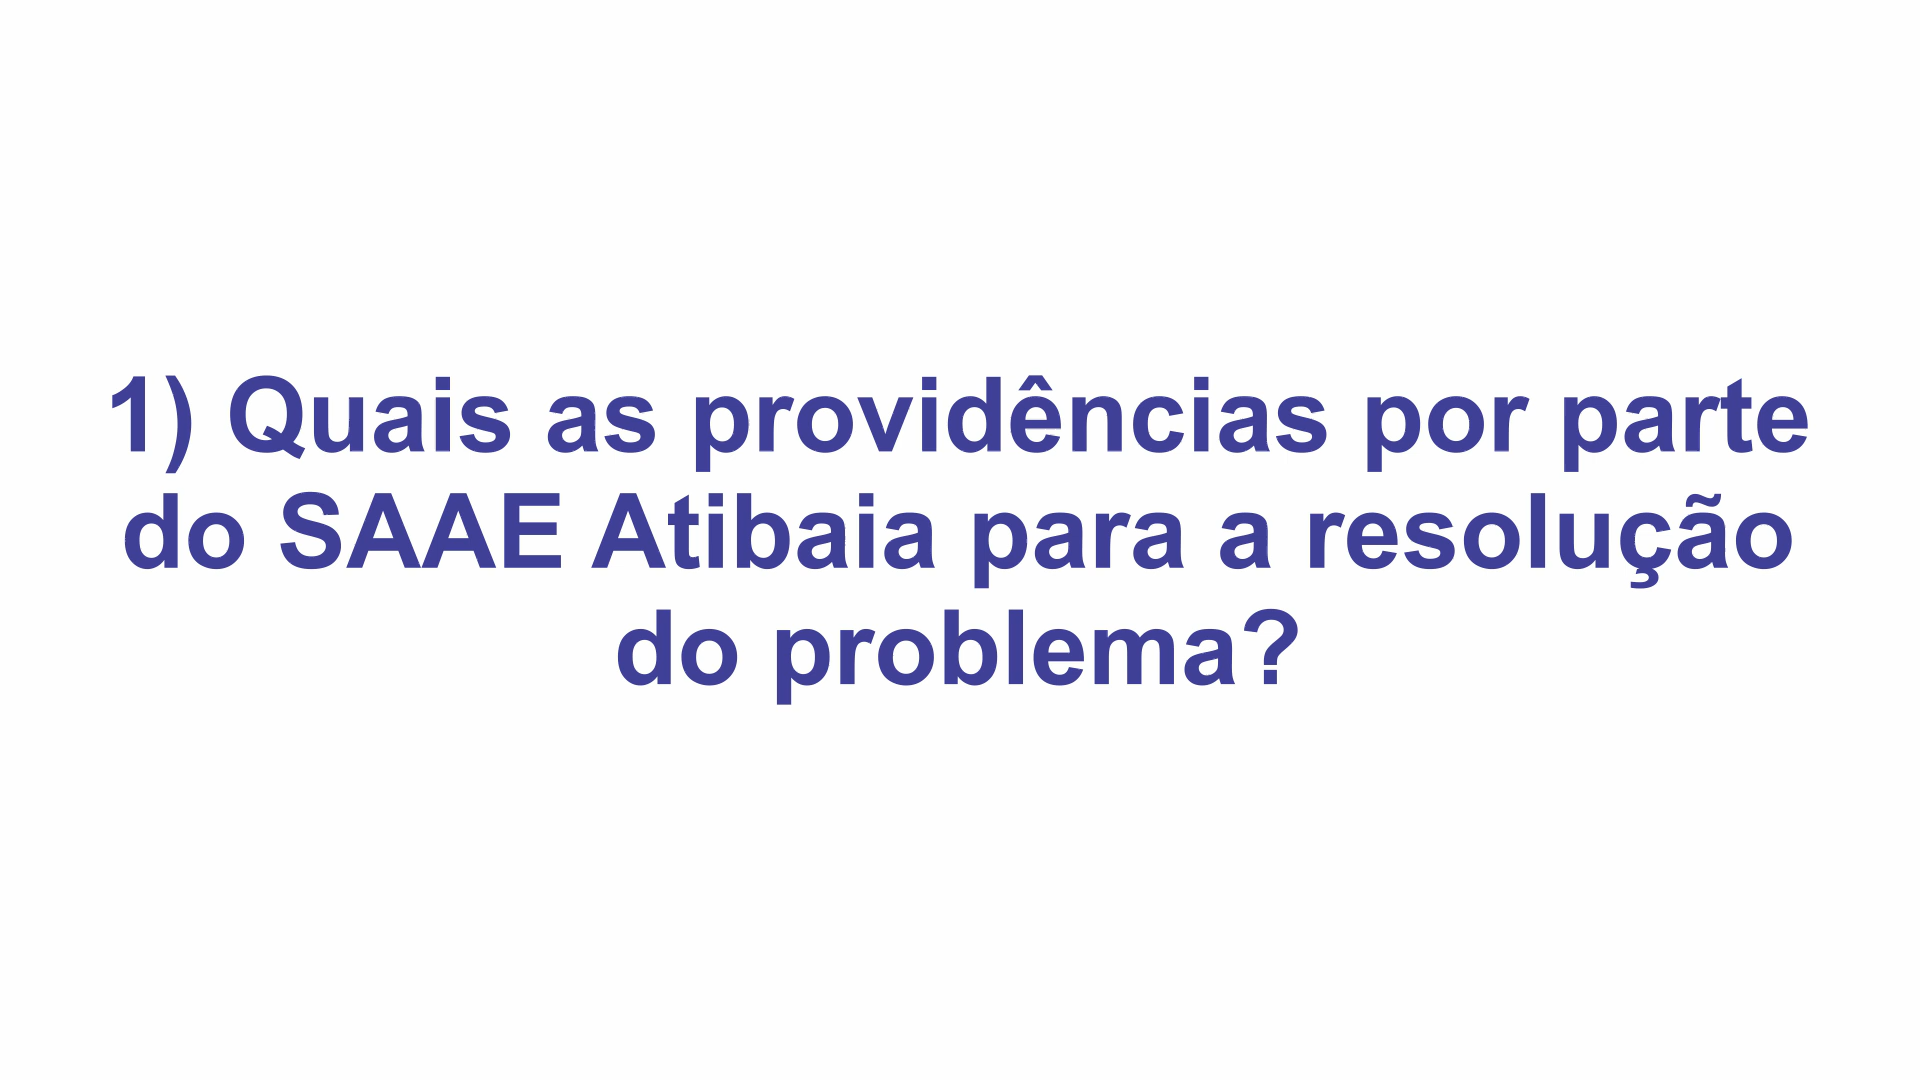 1) Quais as providências por parte
do SAAE Atibaia para a resolução
do problema?